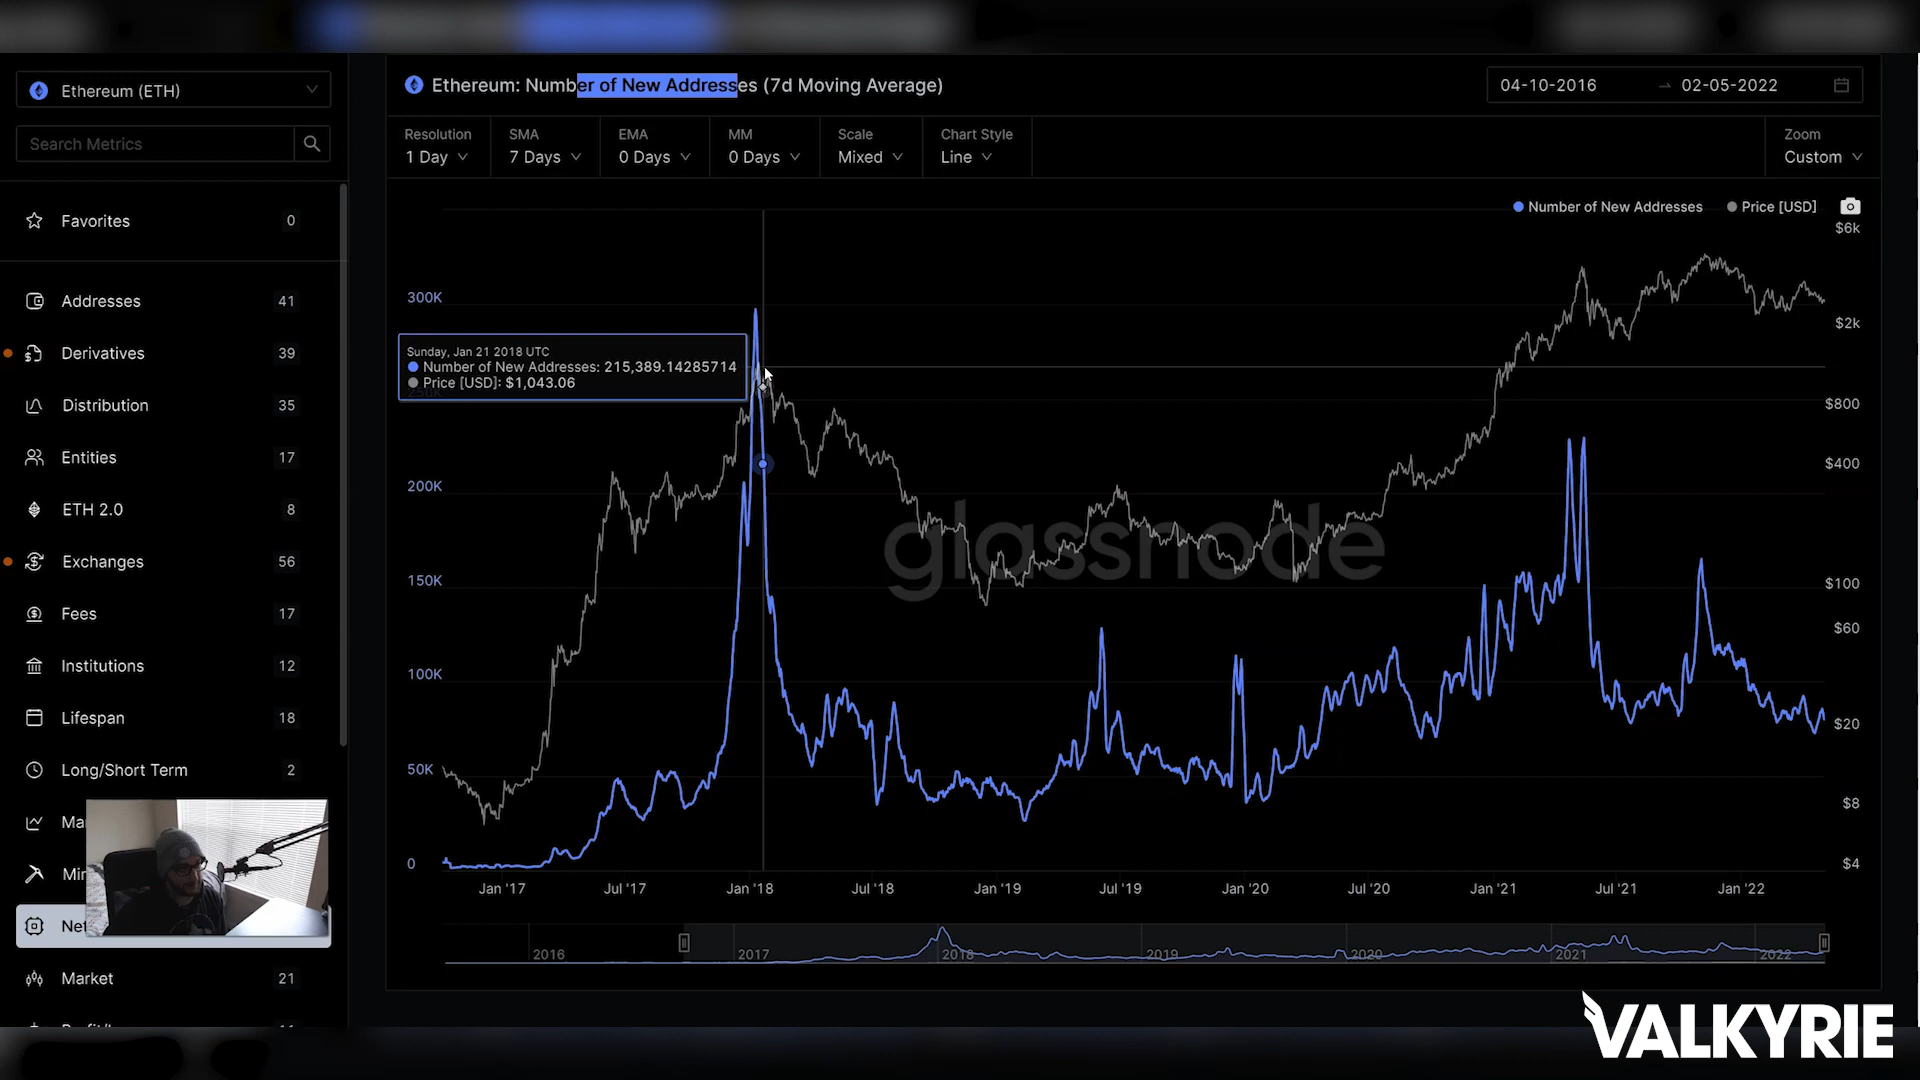 Ethereum (ETH)
Search Metrics
Favorites 0
Addresses 41
Derivatives 39
Distribution 35
Entities 17
ETH 2.0 8
Exchanges 56
Fees 17
Institutions 12
Lifespan 18
Long/Short Term 2
Ma
Mi
Net
Market 21
Ethereum: Number of New Addresses (7d Moving Average)
04-10-2016 → 02-05-2022
Resolution SMA EMA MM Scale Chart Style Zoom
1 Day 7 Days 0 Days 0 Days Mixed Line Custom
Number of New Addresses Price [USD]
$6k
300K
$2k
Sunday, Jan 21 2018 UTC
Number of New Addresses: 215,389.14285714
Price [USD]: $1,043.06
$800
$400
200K
glassnode
150K
$100
$60
100K
$20
50K
$8
0
$4
Jan '17 Jul '17 Jan '18 Jul '18 Jan '19 Jul '19 Jan '20 Jul '20 Jan '21 Jul '21 Jan '22
2016 2017 2018 2019 2020 2021 2022
VALKYRIE